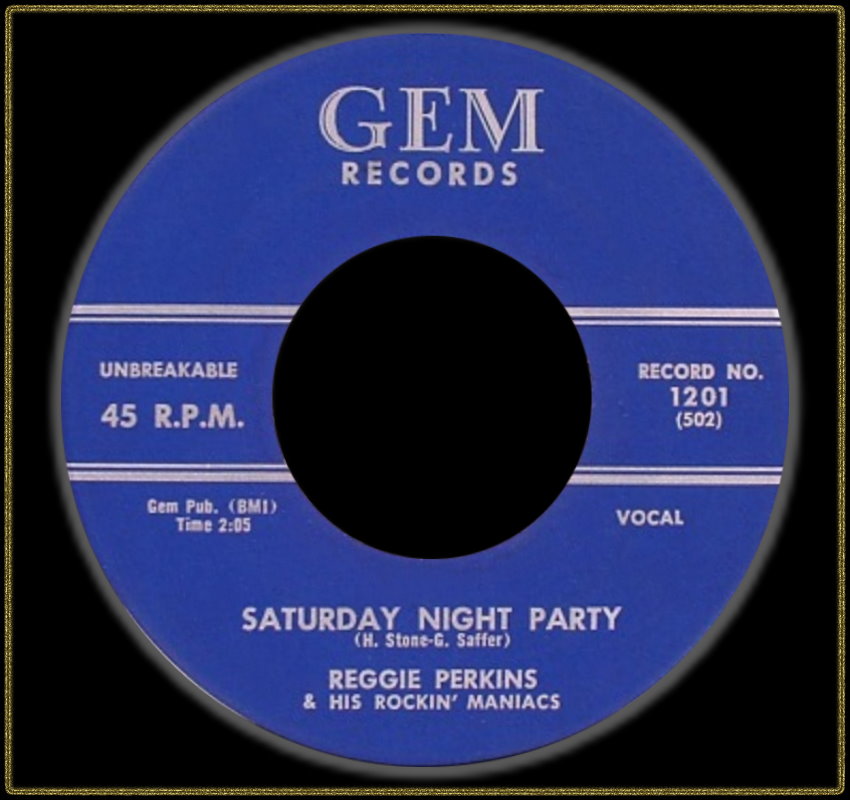 GEM
RECORDS
UNBREAKABLE
45 R.P.M.
RECORD NO.
1201
(502)
Gem Pub. (BMI)
Time 2:05
VOCAL
SATURDAY NIGHT PARTY
(H. Stone-G. Saffer)
REGGIE PERKINS
& HIS ROCKIN' MANIACS